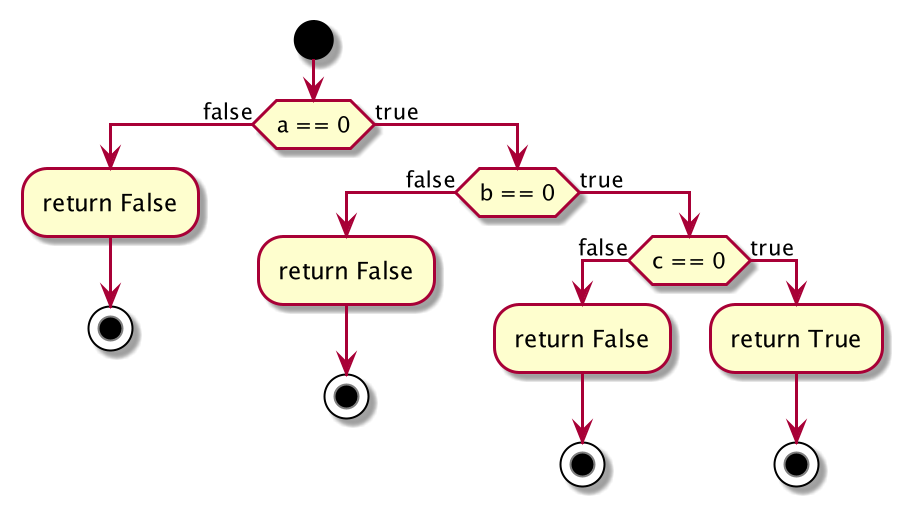 false
a == 0
true
return False
false
b == 0
true
return False
false
c == 0
true
return False
return True